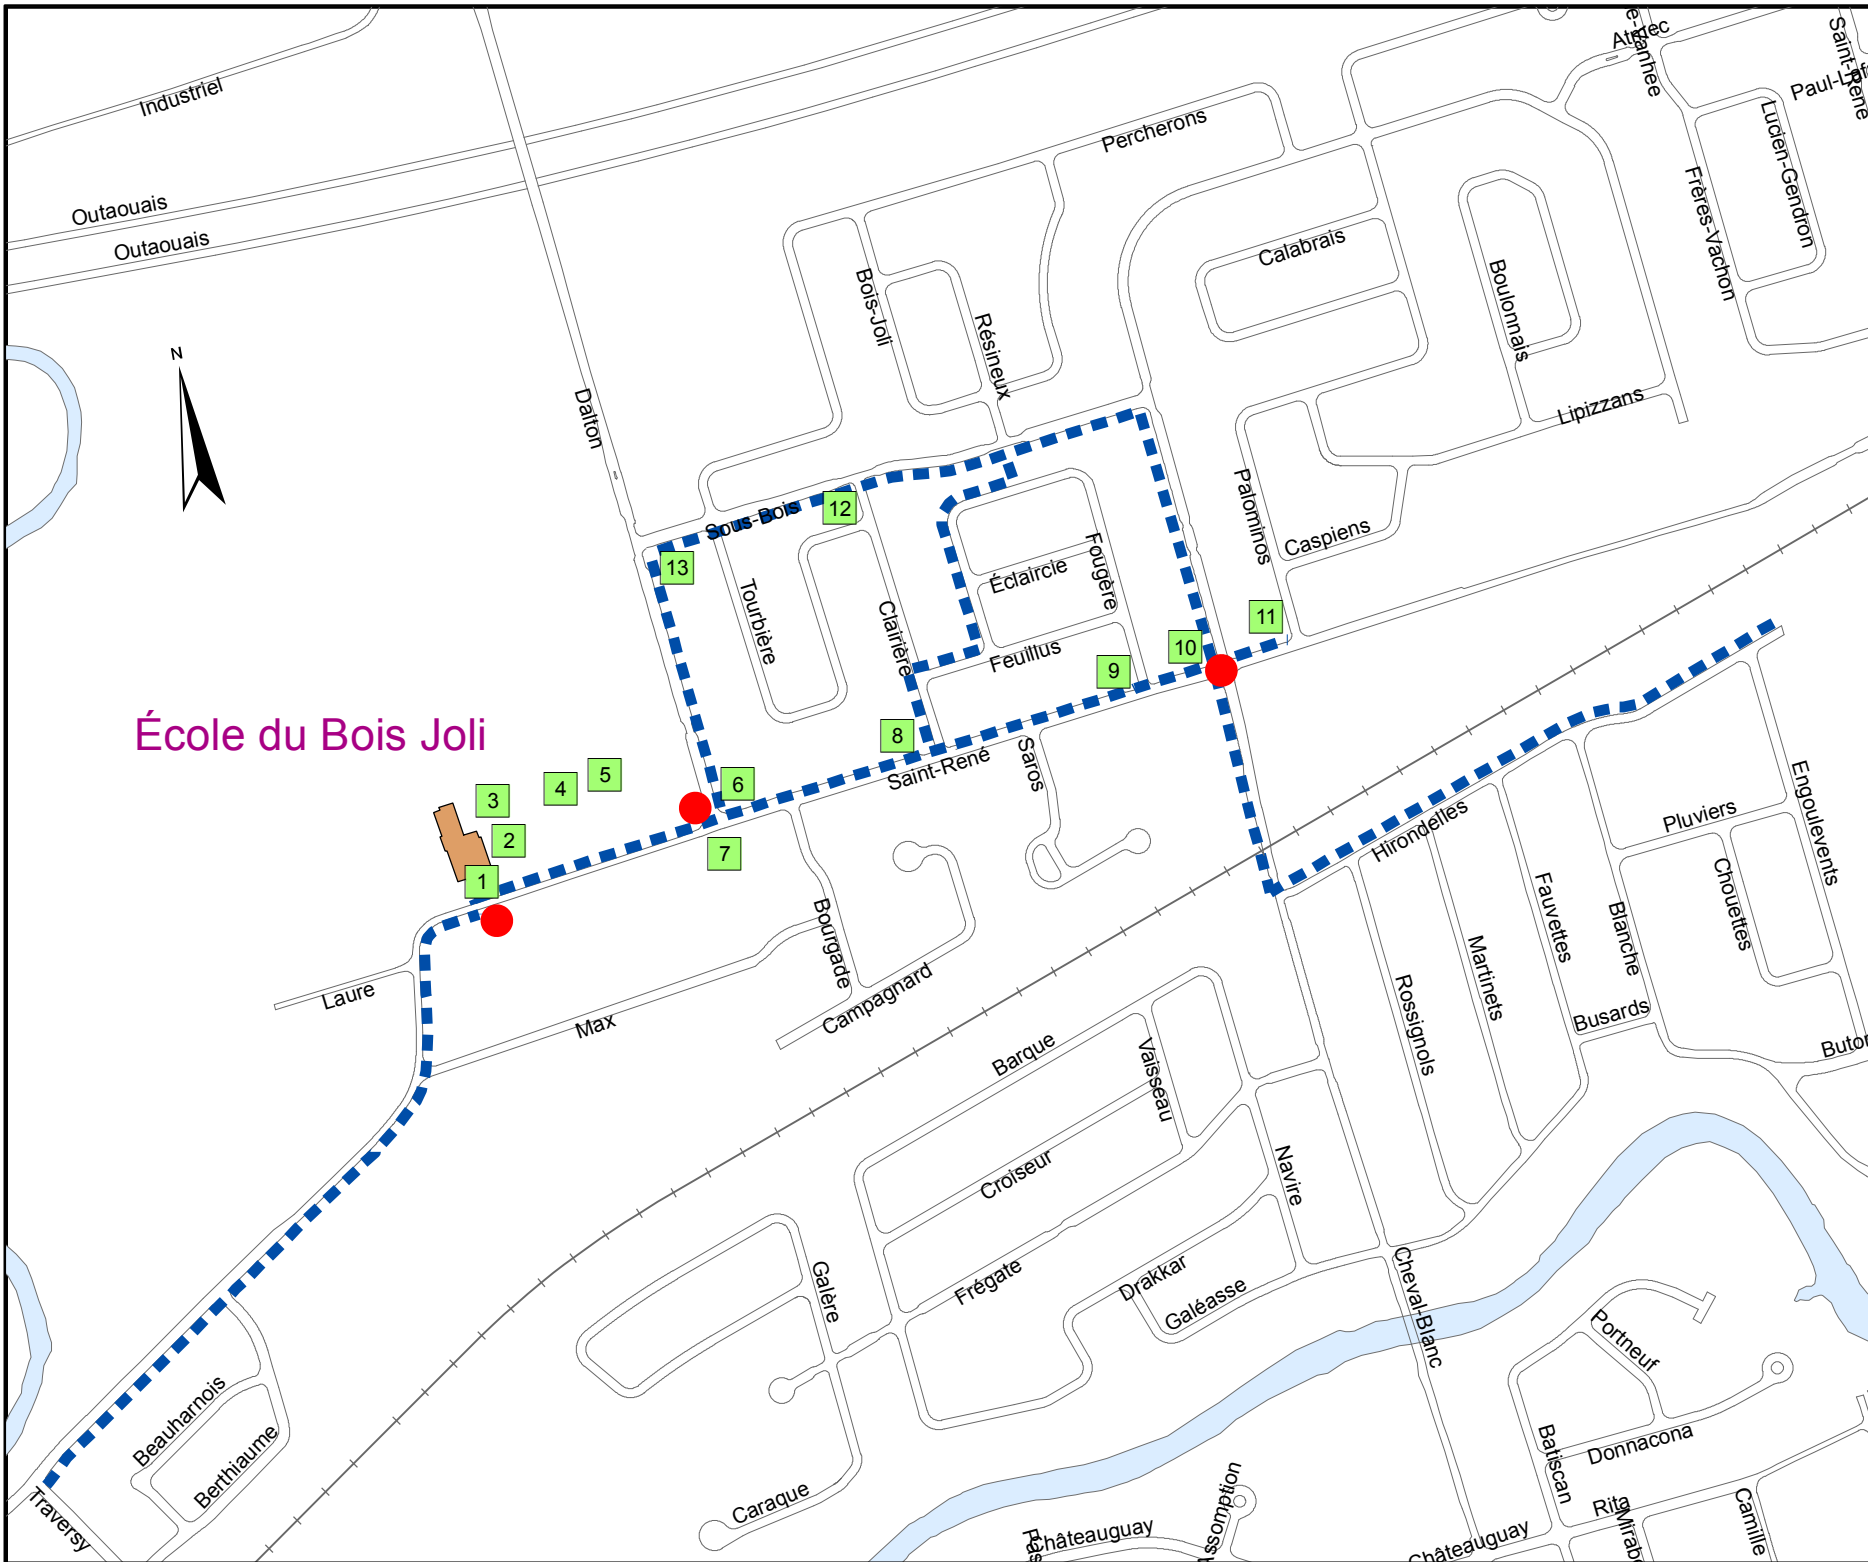 Industriel
Atmec
Saint-René
Paul-
Lucien-Gendron
Percherons
Outaouais
Outaouais
Frères-Vachon
Calabrais
Boulonnais
Bois-Joli
Résineux
N
Dalton
Lipizzans
Palominos
Caspiens
Sous-Bois
12
13
Éclaircie
Fougère
Tourbière
Clairière
Feuillus
11
10
9
8
École du Bois Joli
Saint-René
Saros
6
5
4
3
2
7
1
Hirondelles
Pluviers
Engoulevents
Chouettes
Fauvettes
Blanche
Martinets
Rossignols
Busards
Bourgade
Campagnard
Laure
Max
Barque
Vaisseau
Croiseur
Navire
Frégate
Drakkar
Galéasse
Galère
Cheval-Blanc
Portneuf
Beauharnois
Berthiaume
Traversy
Caraque
Assomption
Châteauguay
Châteauguay
Batiscan
Donnacona
Rita
Camille